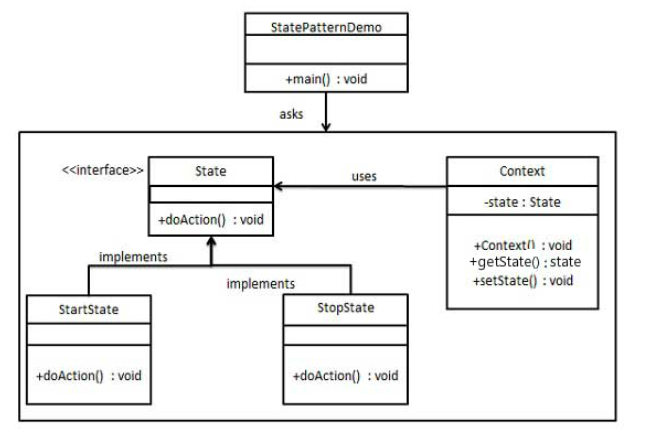 StatePatternDemo
+main() : void
asks
<<interface>>
State
+doAction() : void
uses
Context
-state : State
+Context() : void
+getState() : state
+setState() : void
implements
implements
StartState
+doAction() : void
StopState
+doAction() : void